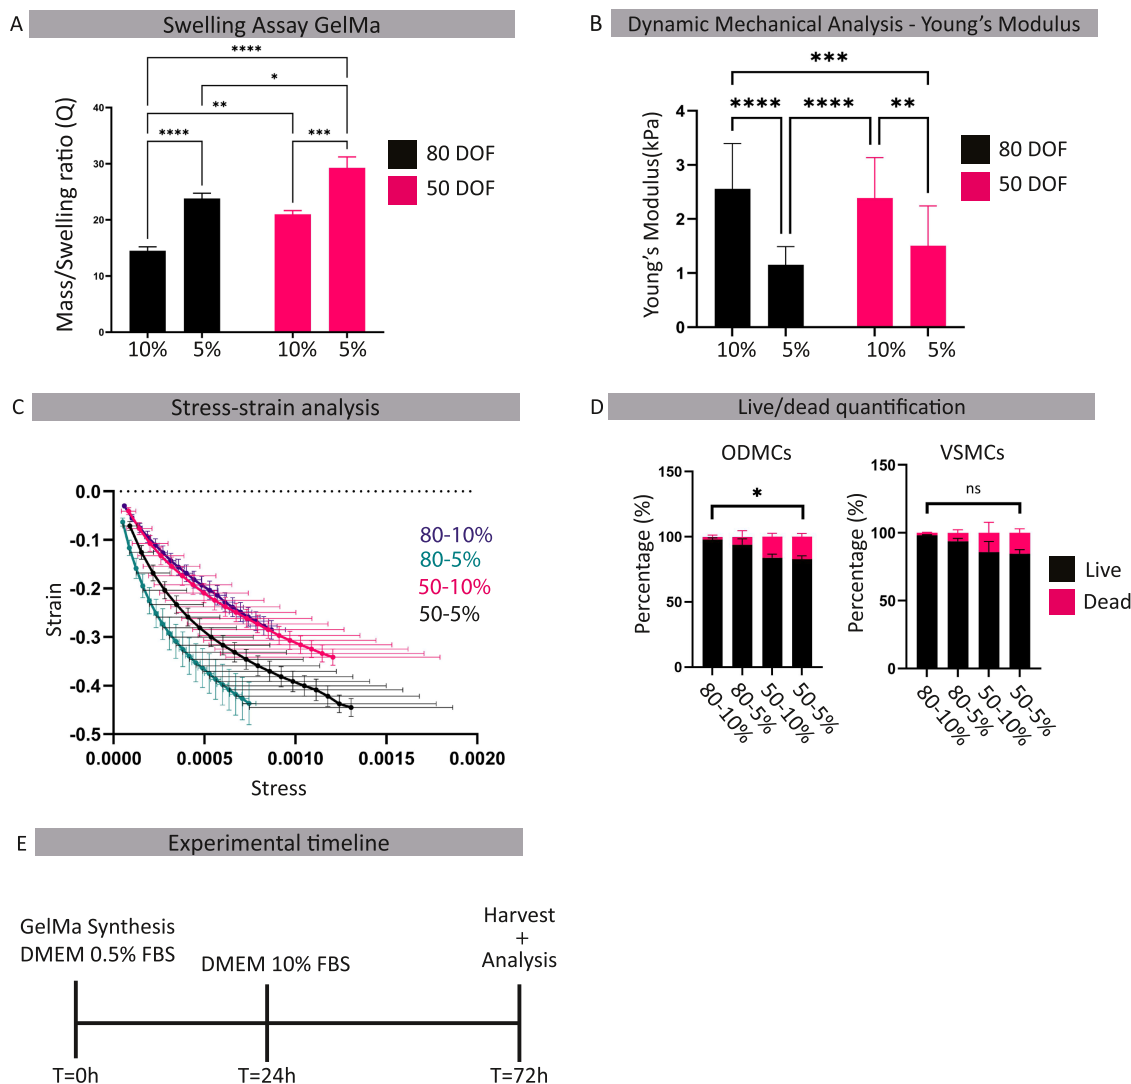 A
Swelling Assay GelMa
****
*
**
****
***
Mass/Swelling ratio (Q)
40
30
20
10
0
10%
5%
10%
5%
80 DOF
50 DOF
B
Dynamic Mechanical Analysis - Young's Modulus
***
****
****
**
Young's Modulus(kPa)
4
3
2
1
0
10%
5%
10%
5%
80 DOF
50 DOF
C
Stress-strain analysis
Strain
0.0
-0.1
-0.2
-0.3
-0.4
-0.5
80-10%
80-5%
50-10%
50-5%
0.0000
0.0005
0.0010
0.0015
0.0020
Stress
D
Live/dead quantification
ODMCs
Percentage (%)
150
100
50
0
*
80-10%
80-5%
50-10%
50-5%
VSMCs
Percentage (%)
150
100
50
0
ns
80-10%
80-5%
50-10%
50-5%
Live
Dead
E
Experimental timeline
GelMa Synthesis
DMEM 0.5% FBS
DMEM 10% FBS
Harvest
+
Analysis
T=0h
T=24h
T=72h